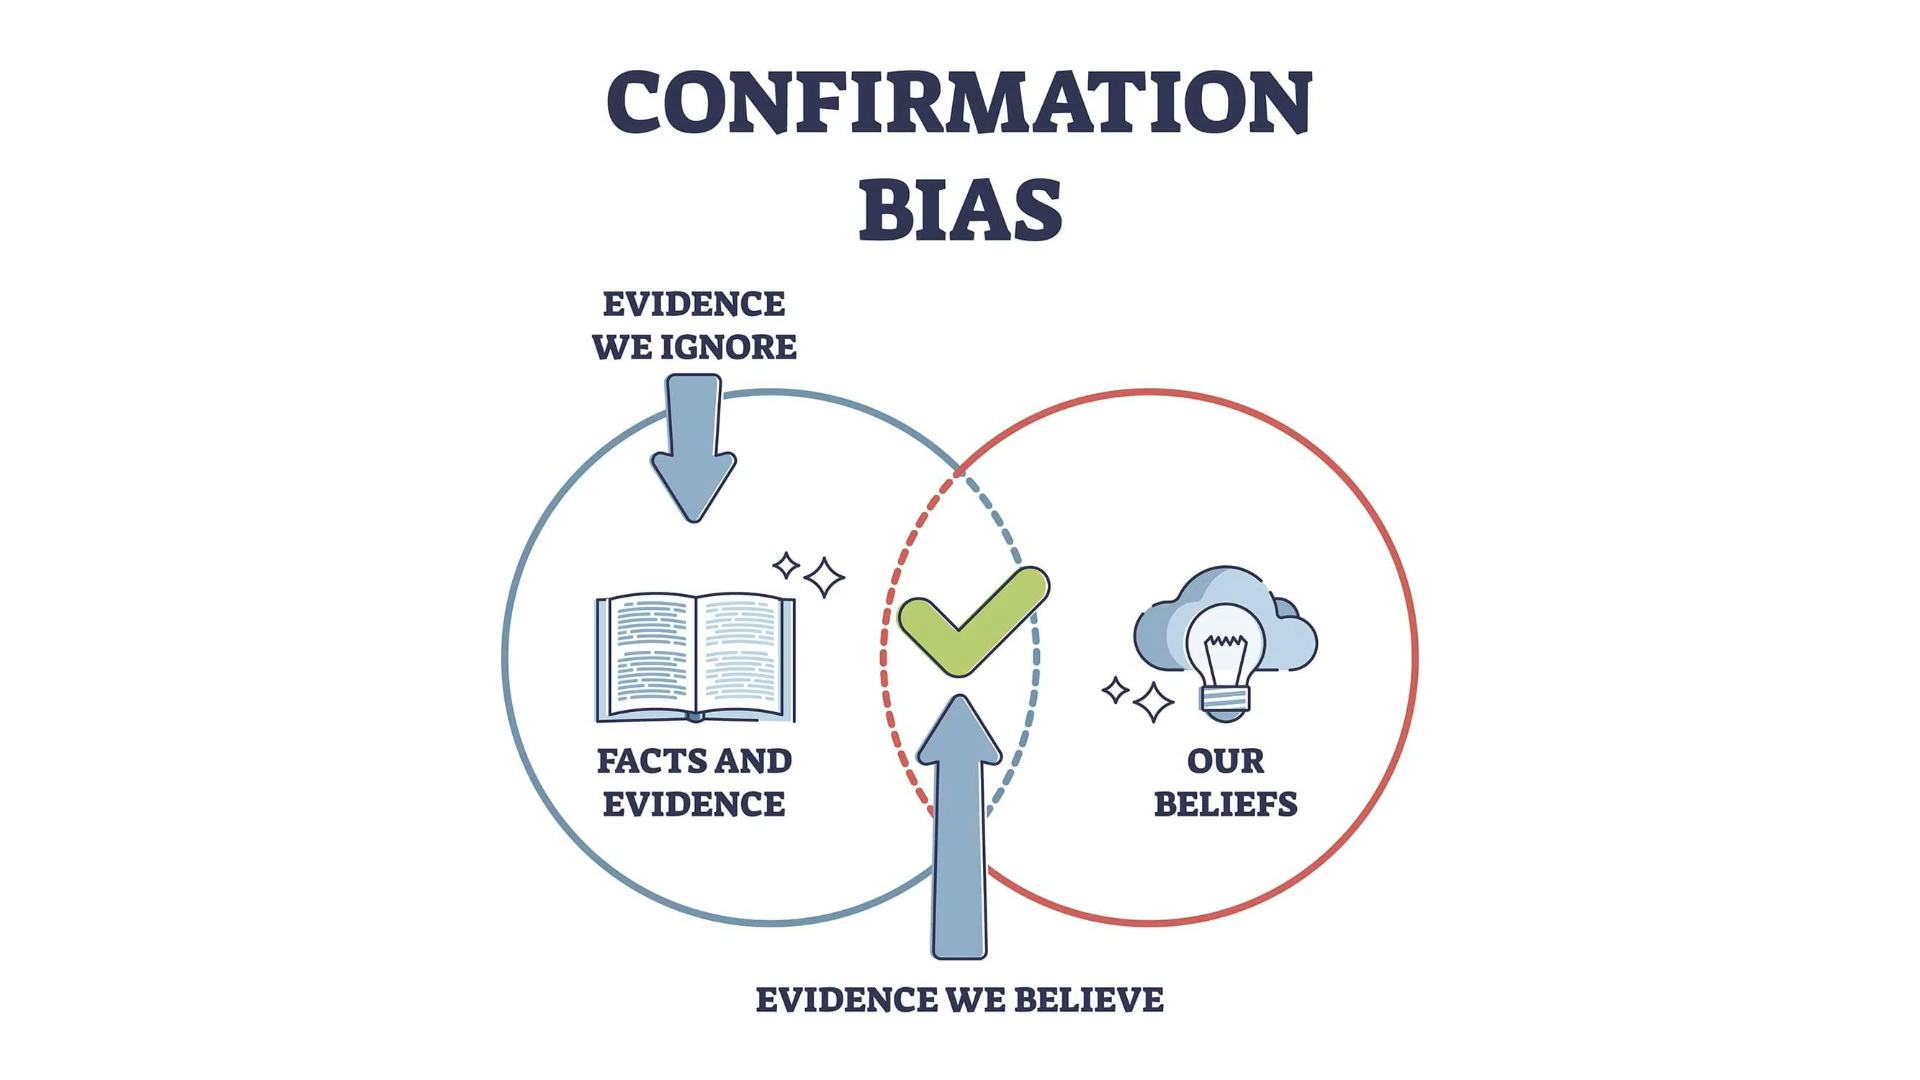 CONFIRMATION
BIAS
EVIDENCE
WE IGNORE
FACTS AND
EVIDENCE
OUR
BELIEFS
EVIDENCE WE BELIEVE